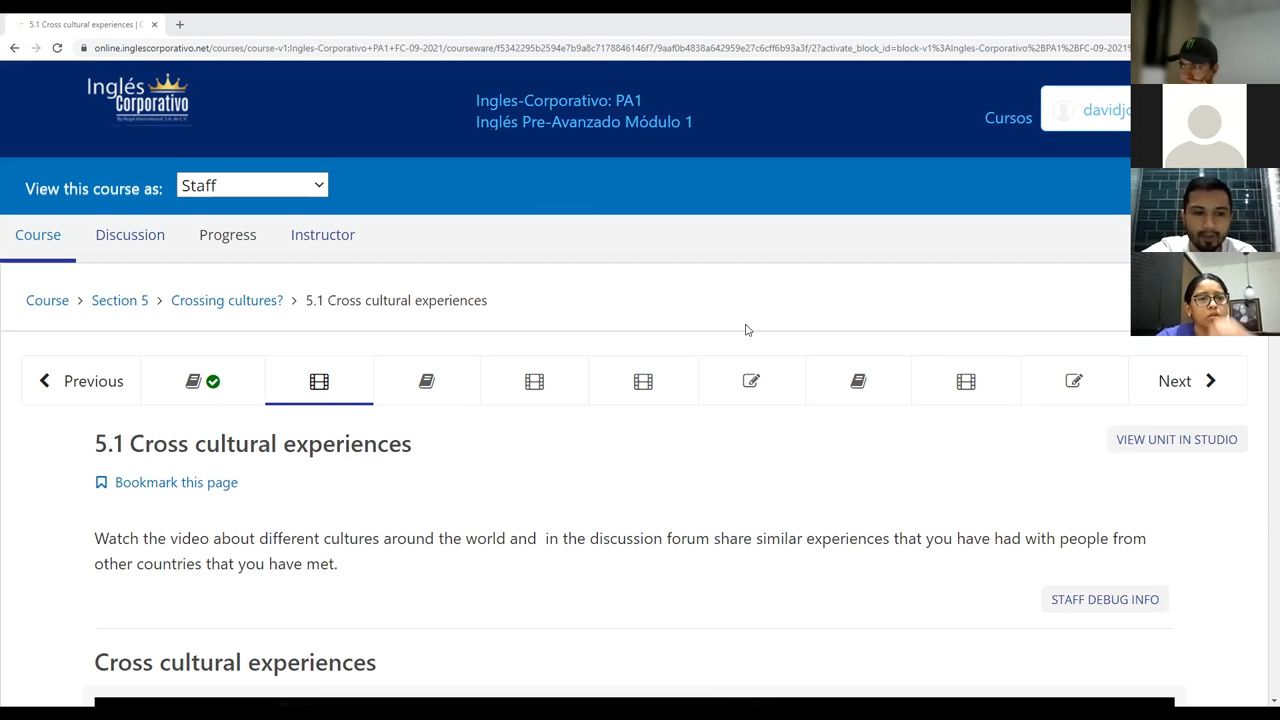 5.1 Cross cultural experiences |
online.inglescorporativo.net/courses/course-v1:Ingles-Corporativo+PA1+FC-09-2021/courseware/f5342295b2594e7b9a8c7178846146f7/9aaf0b4838a642959e27c6cff6b93a3f/2?activate_block_id=block-v1%3AIngles-Corporativo%2BPA1%2BFC-09-2021%
Inglés
Corporativo
Ingles-Corporativo: PA1
Inglés Pre-Avanzado Módulo 1
Cursos
davidjo
View this course as:
Staff
Course Discussion Progress Instructor
Course > Section 5 > Crossing cultures? > 5.1 Cross cultural experiences
Previous
Next
5.1 Cross cultural experiences
VIEW UNIT IN STUDIO
Bookmark this page
Watch the video about different cultures around the world and in the discussion forum share similar experiences that you have had with people from
other countries that you have met.
STAFF DEBUG INFO
Cross cultural experiences